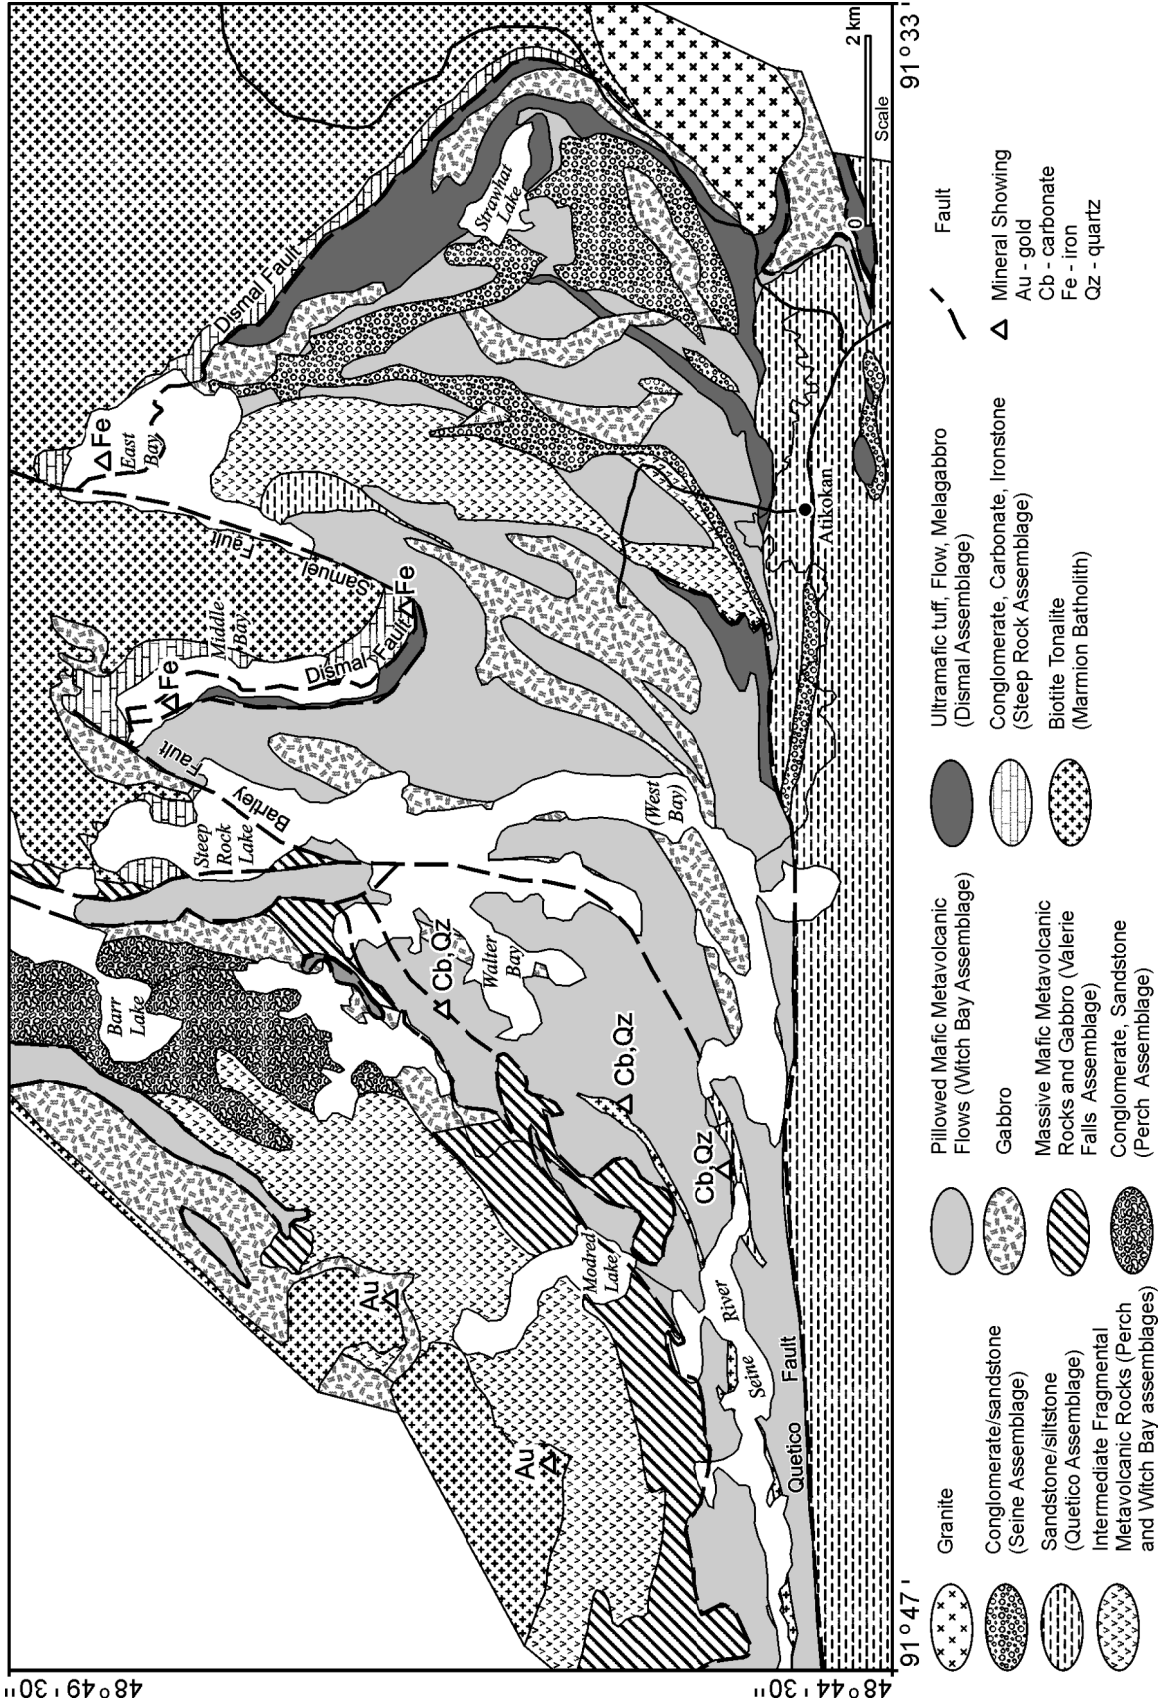 Dismal Fault
Strawhat
Lake
Fe
East
Bay
Samuel
Fault
Fe
Middle
Bay
Dismal Fault
Fe
Bartley
Fault
Steep
Rock
Lake
(West
Bay)
Barr
Lake
Cb,Qz
Walter
Bay
Cb,Qz
Cb,Qz
Modred
Lake
Au
Au
Seine
River
Quetico
Fault
Atikokan
0
2 km
Scale
48°49'30"
48°44'30"
91°47'
91°33'
Granite
Conglomerate/sandstone
(Seine Assemblage)
Sandstone/siltstone
(Quetico Assemblage)
Intermediate Fragmental
Metavolcanic Rocks (Perch
and Witch Bay assemblages)
Pillowed Mafic Metavolcanic
Flows (Witch Bay Assemblage)
Gabbro
Massive Mafic Metavolcanic
Rocks and Gabbro (Valerie
Falls Assemblage)
Conglomerate, Sandstone
(Perch Assemblage)
Ultramafic tuff, Flow, Melagabbro
(Dismal Assemblage)
Conglomerate, Carbonate, Ironstone
(Steep Rock Assemblage)
Biotite Tonalite
(Marmion Batholith)
Fault
Mineral Showing
Au - gold
Cb - carbonate
Fe - iron
Qz - quartz